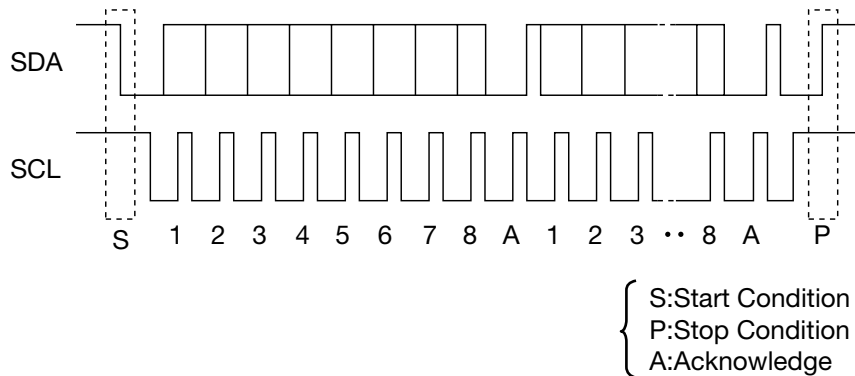 SDA
SCL
S 1 2 3 4 5 6 7 8 A 1 2 3 ·· 8 A P
S:Start Condition
P:Stop Condition
A:Acknowledge